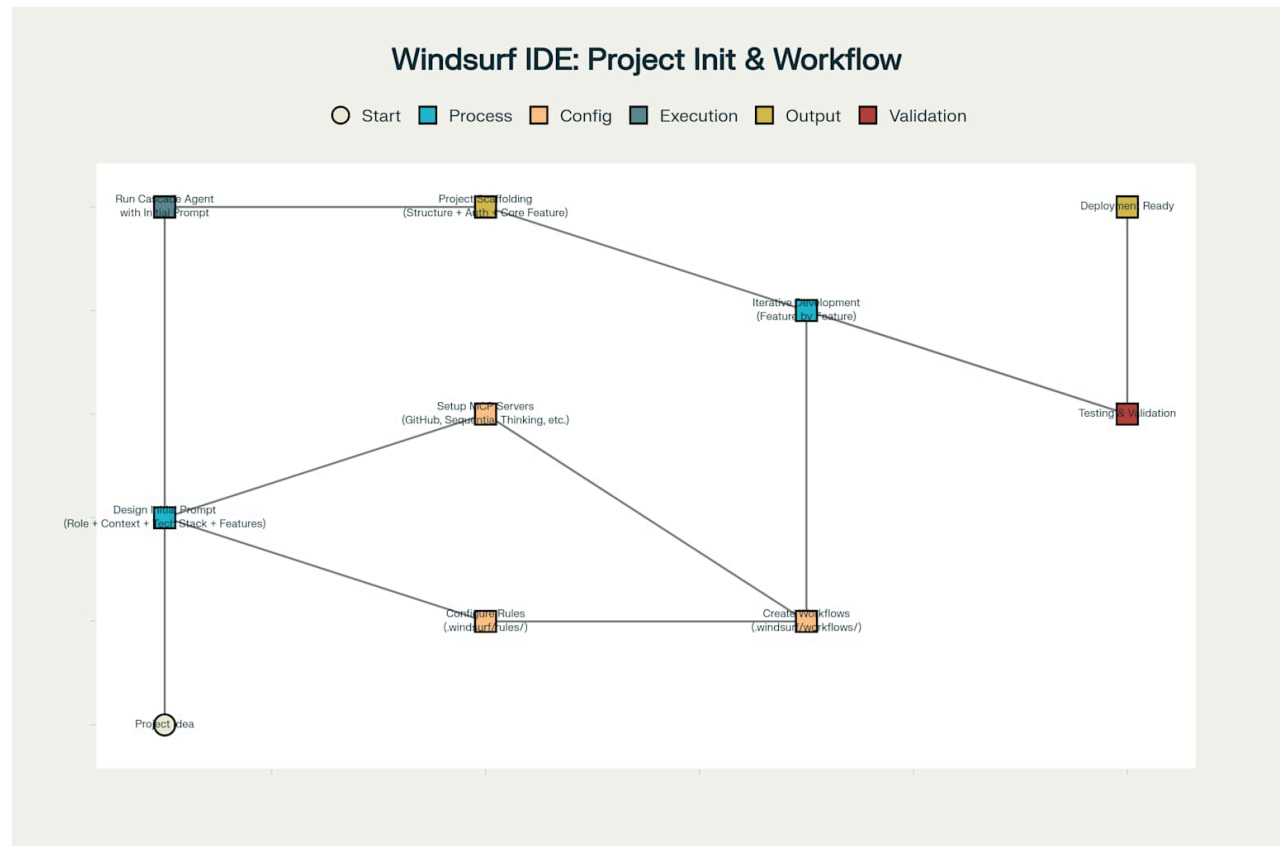 Windsurf IDE: Project Init & Workflow
Start
Process
Config
Execution
Output
Validation
Run Cascade Agent
with Initial Prompt
Project Scaffolding
(Structure + Auth + Core Feature)
Deployment Ready
Iterative Development
(Feature by Feature)
Setup MCP Servers
(GitHub, Sequential Thinking, etc.)
Testing & Validation
Design Initial Prompt
(Role + Context + Tech Stack + Features)
Configure Rules
(.windsurf/rules/)
Create Workflows
(.windsurf/workflows/)
Project Idea